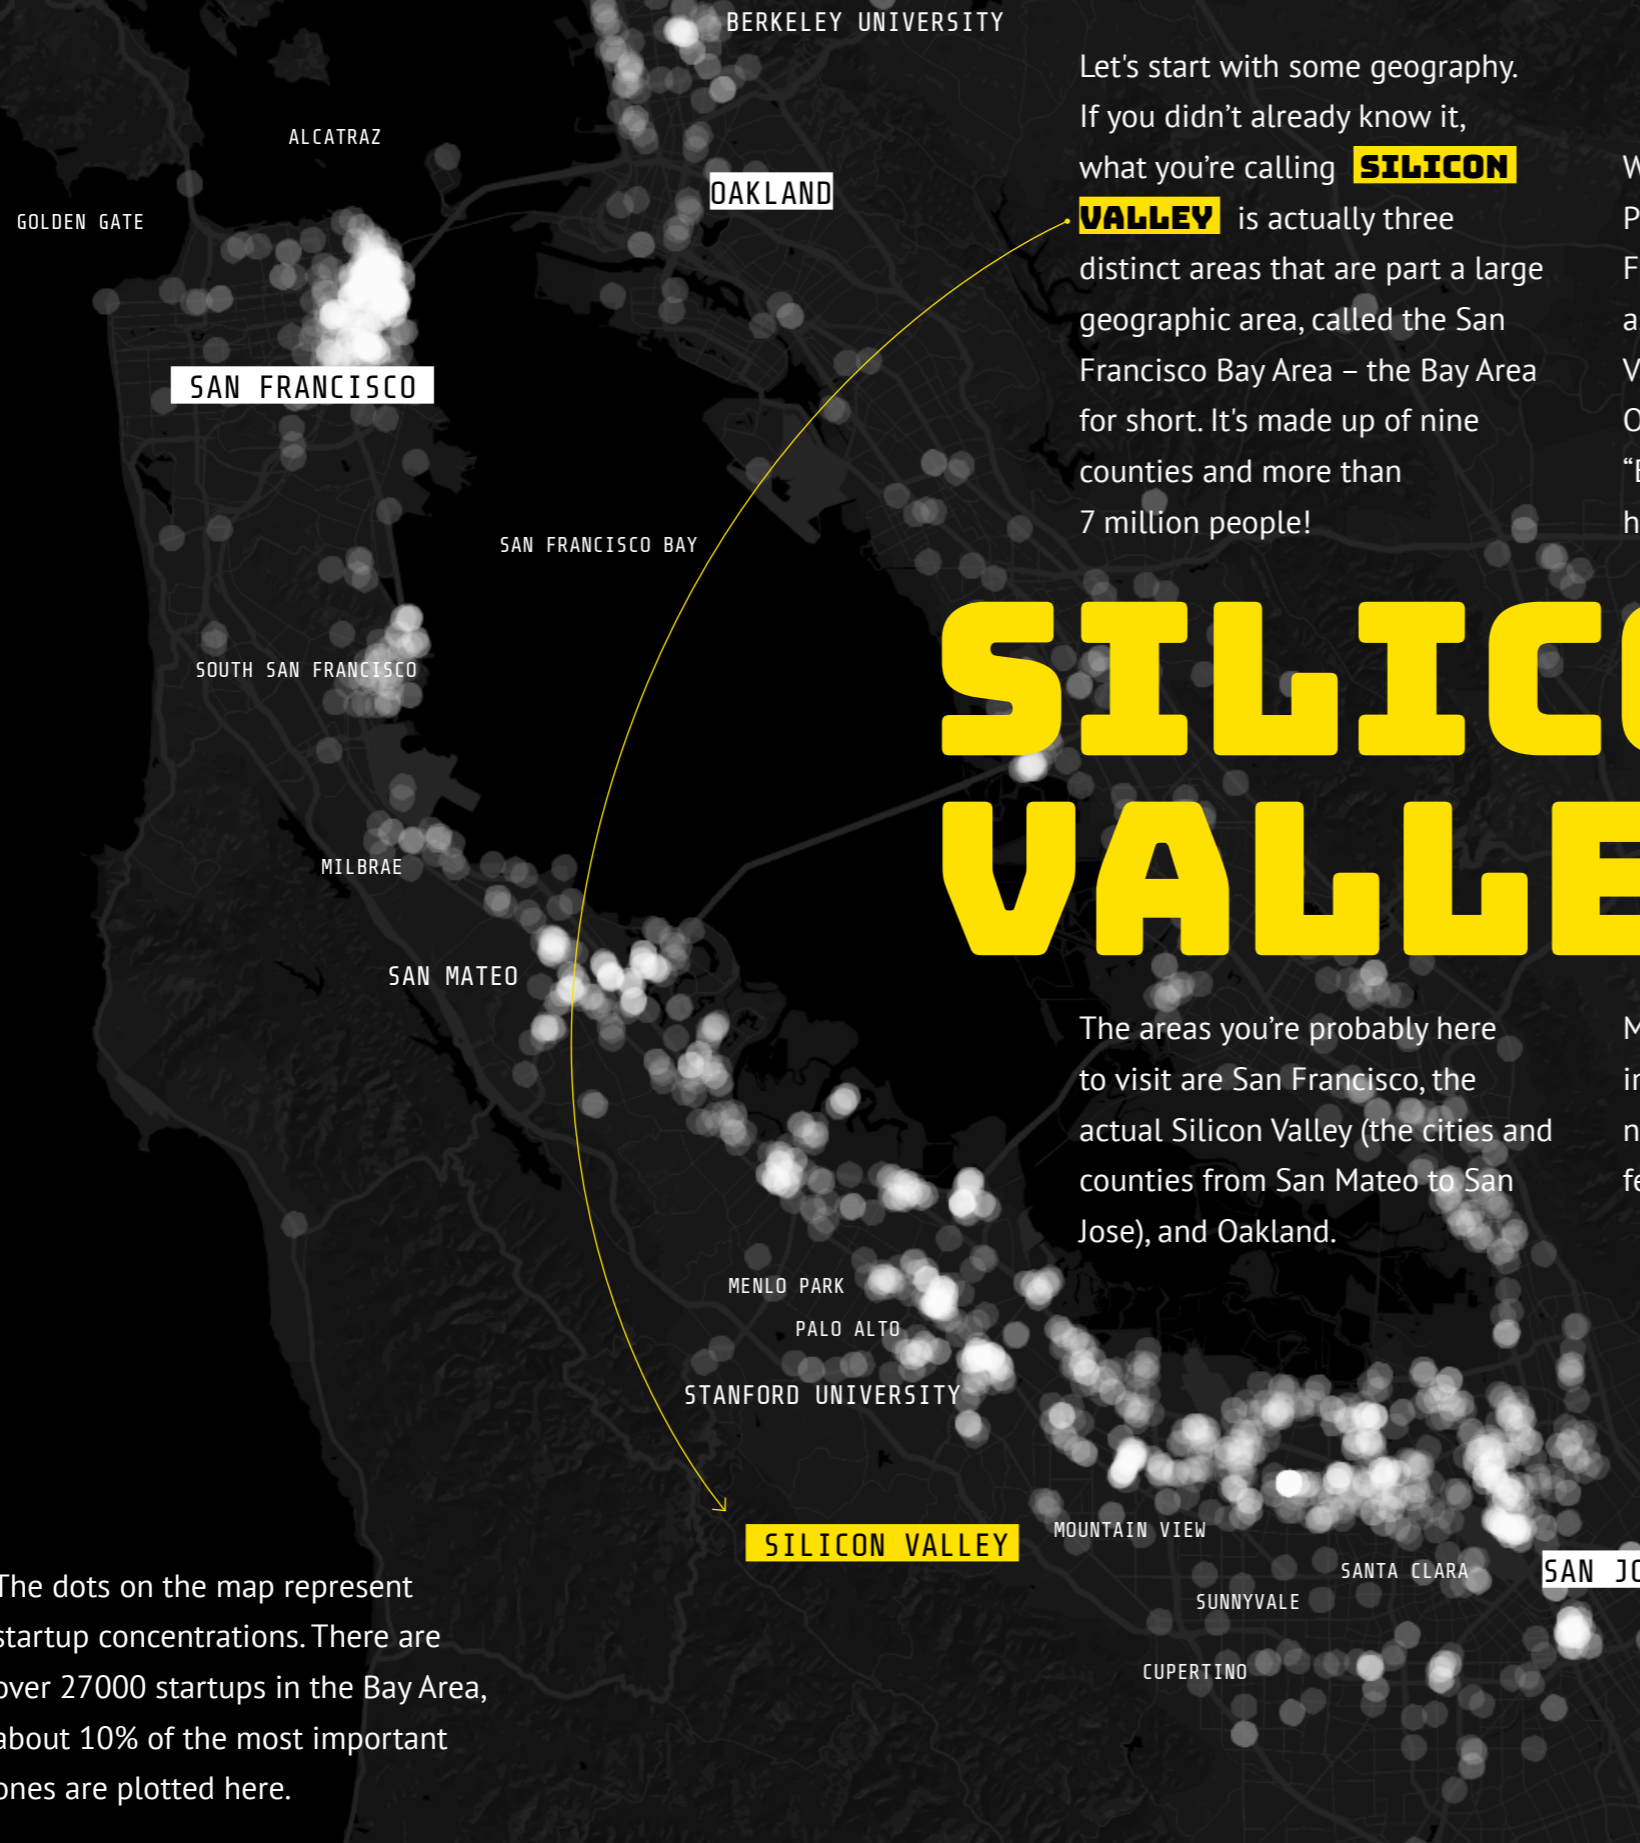 BERKELEY UNIVERSITY
ALCATRAZ
OAKLAND
GOLDEN GATE
SAN FRANCISCO
SAN FRANCISCO BAY
SOUTH SAN FRANCISCO
MILBRAE
SAN MATEO
MENLO PARK
PALO ALTO
STANFORD UNIVERSITY
SILICON VALLEY
MOUNTAIN VIEW
SANTA CLARA
SAN JO
SUNNYVALE
CUPERTINO
Let's start with some geography.
If you didn’t already know it,
what you’re calling SILICON
VALLEY is actually three
distinct areas that are part a large
geographic area, called the San
Francisco Bay Area – the Bay Area
for short. It's made up of nine
counties and more than
7 million people!
SILICO
VALLE
The areas you’re probably here
to visit are San Francisco, the
actual Silicon Valley (the cities and
counties from San Mateo to San
Jose), and Oakland.
The dots on the map represent
startup concentrations. There are
over 27000 startups in the Bay Area,
about 10% of the most important
ones are plotted here.